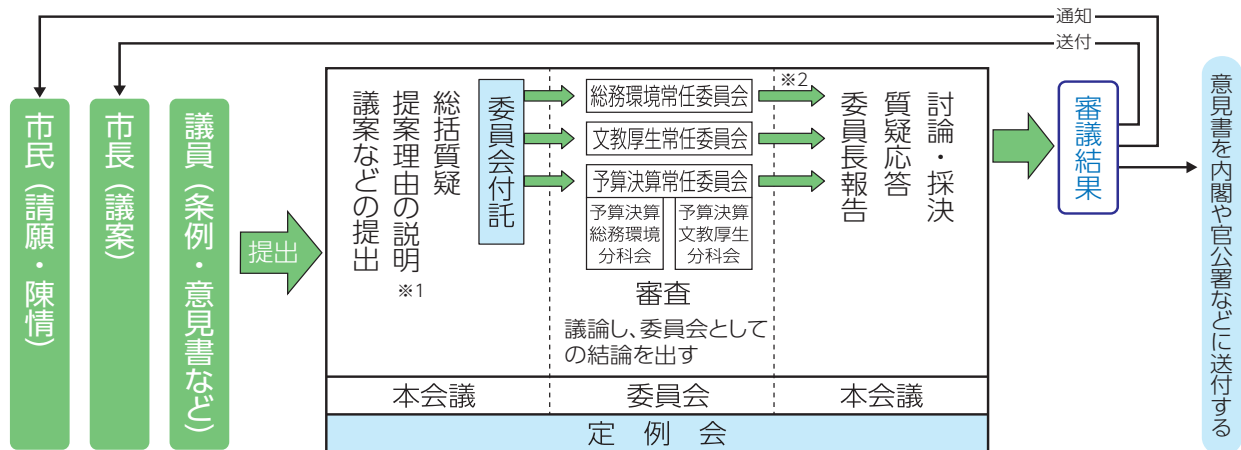 通知
送付
市民（請願・陳情）
市長（議案）
議員（条例・意見書など）
提出
議案などの提出
提案理由の説明
※1
総括質疑
委員会付託
総務環境常任委員会
文教厚生常任委員会
予算決算常任委員会
予算決算
総務環境
分科会
予算決算
文教厚生
分科会
審査
議論し、委員会として
の結論を出す
※2
委員長報告
質疑応答
討論・採決
審議結果
意見書を内閣や官公署などに送付する
本会議
委員会
本会議
定例会